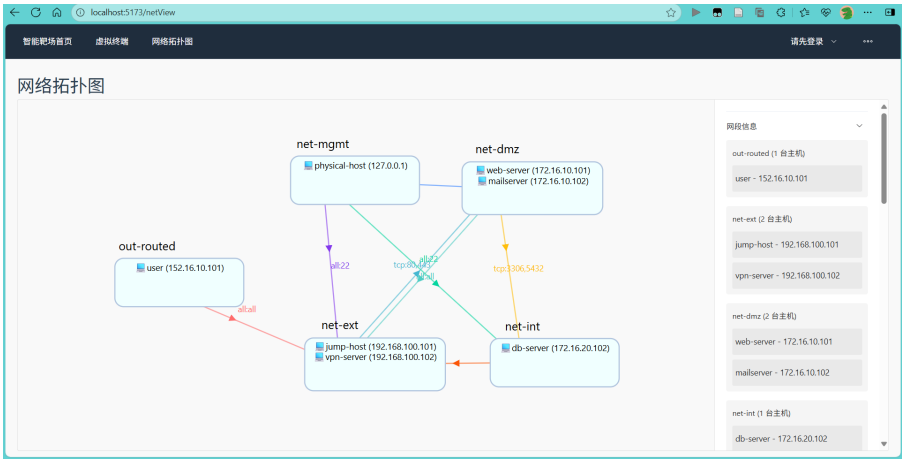 localhost:5173/netView
智能靶场首页 虚拟终端 网络拓扑图 请先登录
网络拓扑图
net-mgmt
physical-host (127.0.0.1)
net-dmz
web-server (172.16.10.101)
mailserver (172.16.10.102)
out-routed
user (152.16.10.101)
all:22
all:22
tcp:80,443
all:all
tcp:3306,5432
all:all
net-ext
jump-host (192.168.100.101)
vpn-server (192.168.100.102)
net-int
db-server (172.16.20.102)
网段信息
out-routed (1 台主机)
user - 152.16.10.101
net-ext (2 台主机)
jump-host - 192.168.100.101
vpn-server - 192.168.100.102
net-dmz (2 台主机)
web-server - 172.16.10.101
mailserver - 172.16.10.102
net-int (1 台主机)
db-server - 172.16.20.102